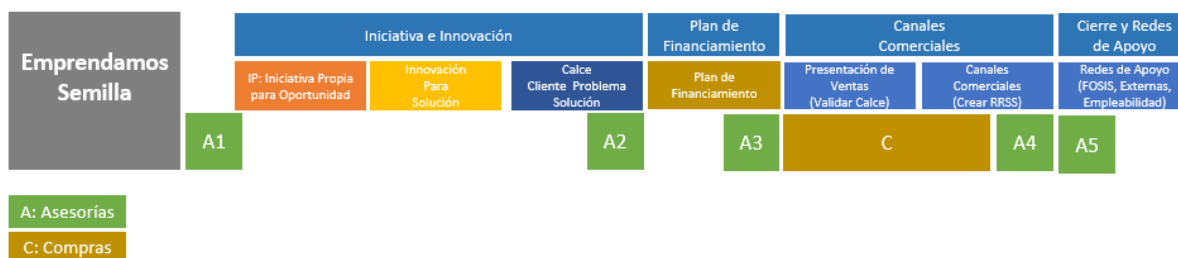 Emprendamos
Semilla
Iniciativa e Innovación
Plan de
Financiamiento
Canales
Comerciales
Cierre y Redes
de Apoyo
IP: Iniciativa Propia
para Oportunidad
Innovación
Para
Solución
Calce
Cliente Problema
Solución
Plan de
Financiamiento
Presentación de
Ventas
(Validar Calce)
Canales
Comerciales
(Crear RRSS)
Redes de Apoyo
(FOSIS, Externas,
Empleabilidad)
A1
A2
A3
C
A4
A5
A: Asesorías
C: Compras